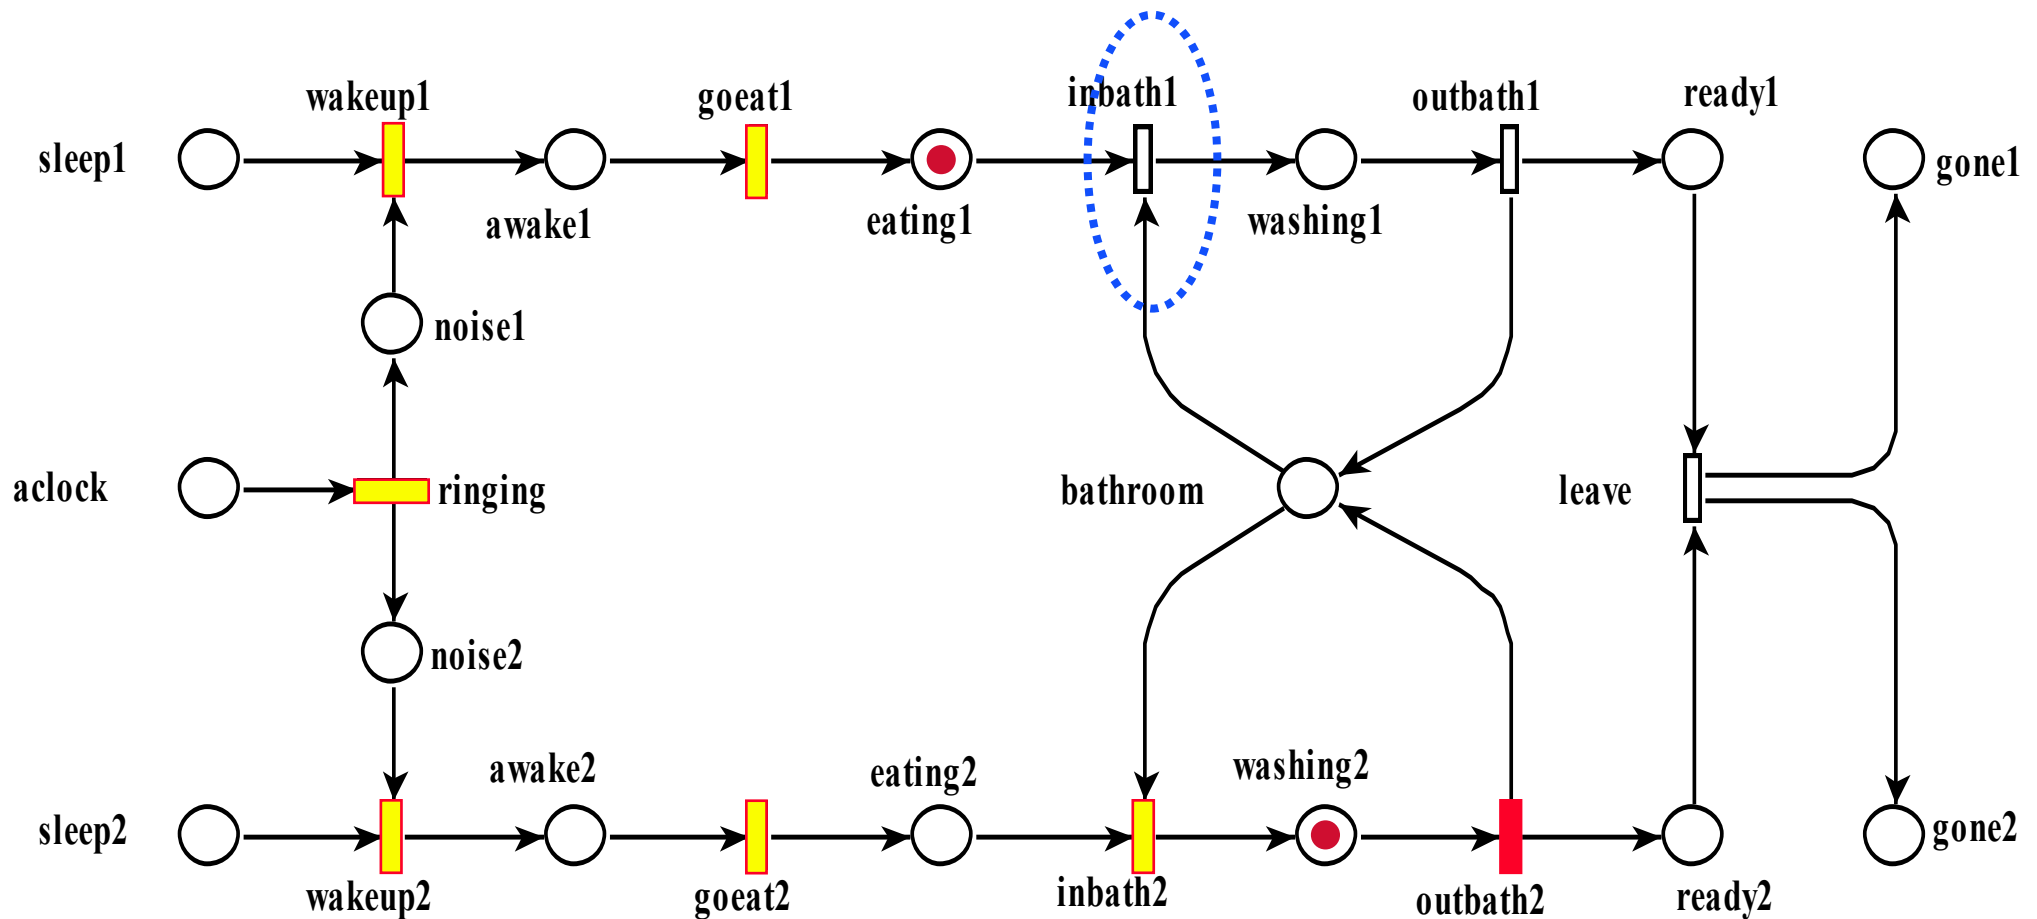 wakeup1
goeat1
inbath1
outbath1
ready1
sleep1
gone1
awake1
eating1
washing1
noise1
aclock
ringing
bathroom
leave
noise2
awake2
eating2
washing2
sleep2
gone2
wakeup2
goeat2
inbath2
outbath2
ready2